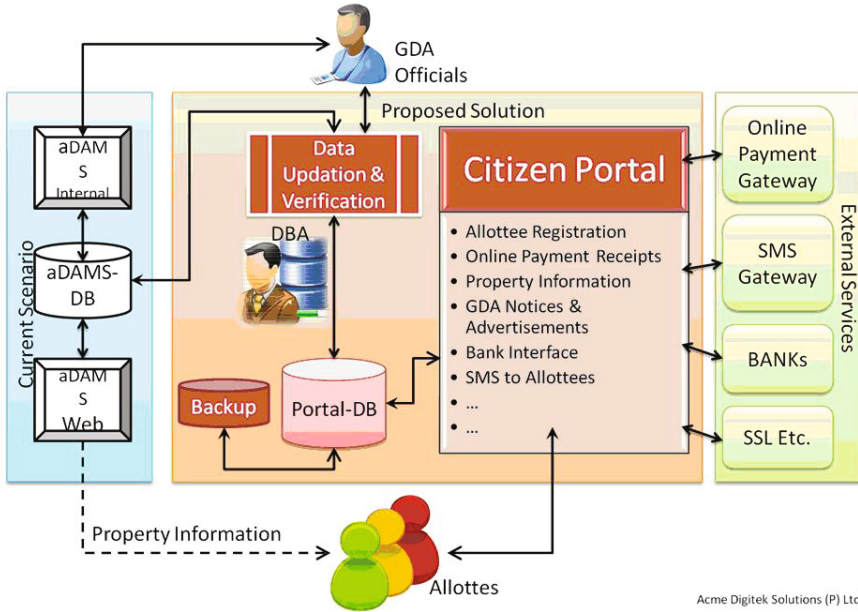 GDA
Officials
Proposed Solution
Current Scenario
aDAM
S
Internal
aDAMS-
DB
aDAM
S
Web
Data
Updation &
Verification
DBA
Backup
Portal-DB
Citizen Portal
• Allottee Registration
• Online Payment Receipts
• Property Information
• GDA Notices &
Advertisements
• Bank Interface
• SMS to Allottees
• ...
• ...
Online
Payment
Gateway
SMS
Gateway
BANKs
SSL Etc.
External Services
Property Information
Allottes
Acme Digitek Solutions (P) Ltd